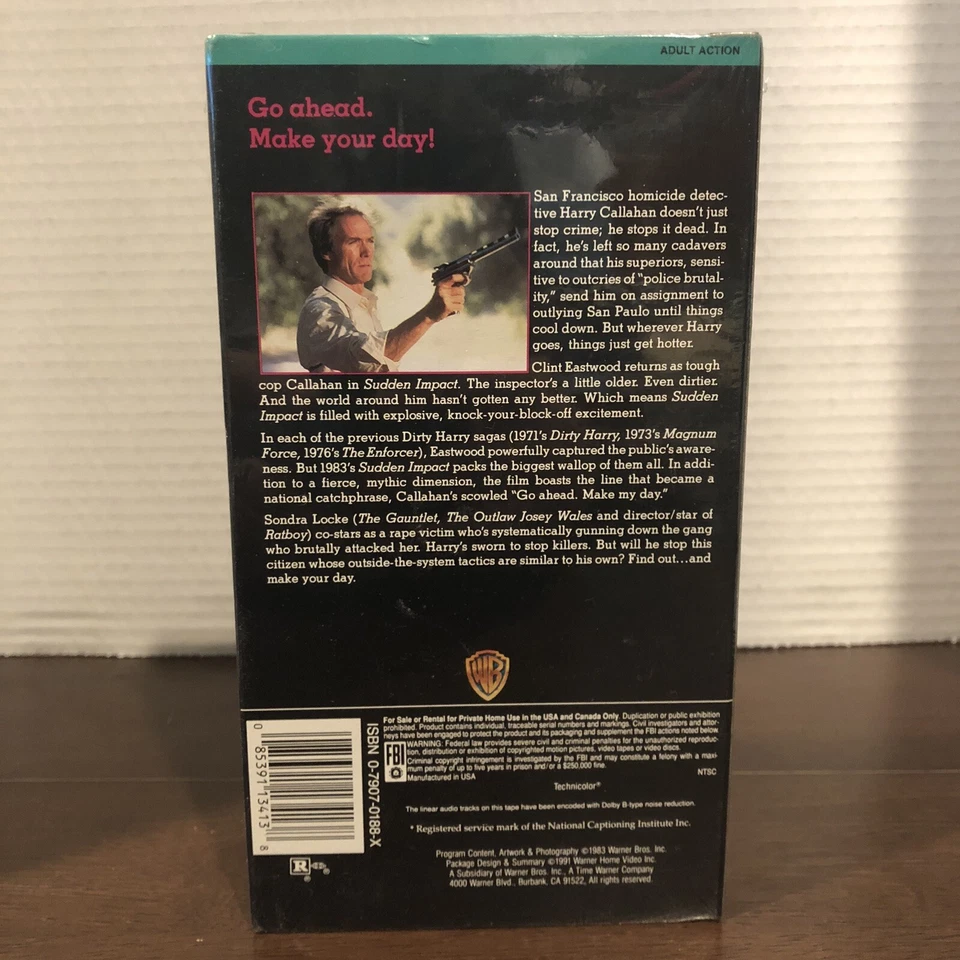 ADULT ACTION
Go ahead.
Make your day!
San Francisco homicide detec-
tive Harry Callahan doesn't just
stop crime; he stops it dead. In
fact, he's left so many cadavers
around that his superiors, sensi-
tive to outcries of "police brutal-
ity," send him on assignment to
outlying San Paulo until things
cool down. But wherever Harry
goes, things just get hotter.
Clint Eastwood returns as tough
cop Callahan in Sudden Impact. The inspector's a little older. Even dirtier.
And the world around him hasn't gotten any better. Which means Sudden
Impact is filled with explosive, knock-your-block-off excitement.
In each of the previous Dirty Harry sagas (1971's Dirty Harry, 1973's Magnum
Force, 1976's The Enforcer), Eastwood powerfully captured the public's aware-
ness. But 1983's Sudden Impact packs the biggest wallop of them all. In addi-
tion to a fierce, mythic dimension, the film boasts the line that became a
national catchphrase, Callahan's scowled "Go ahead. Make my day."
Sondra Locke (The Gauntlet, The Outlaw Josey Wales and director/star of
Ratboy) co-stars as a rape victim who's systematically gunning down the gang
who brutally attacked her. Harry's sworn to stop killers. But will he stop this
citizen whose outside-the-system tactics are similar to his own? Find out...and
make your day.
WB
For Sale or Rental for Private Home Use in the USA and Canada Only. Duplication or public exhibition
prohibited. Product contains individual, traceable serial numbers and markings. Civil investigators and attor-
neys have been engaged to protect the product and its packaging and supplement the FBI actions noted below.
FBI
WARNING: Federal law provides severe civil and criminal penalties for the unauthorized reproduc-
tion, distribution or exhibition of copyrighted motion pictures, video tapes or video discs.
Criminal copyright infringement is investigated by the FBI and may constitute a felony with a maxi-
mum penalty of up to five years in prison and/or a $250,000 fine.
Manufactured in USA
NTSC
Technicolor®
The linear audio tracks on this tape have been encoded with Dolby B-type noise reduction.
* Registered service mark of the National Captioning Institute Inc.
Program Content, Artwork & Photography ©1983 Warner Bros. Inc.
Package Design & Summary ©1991 Warner Home Video Inc.
A Subsidiary of Warner Bros. Inc., A Time Warner Company
4000 Warner Blvd., Burbank, CA 91522, All rights reserved.
ISBN 0-7907-0188-X
0 85391 13413 8
R